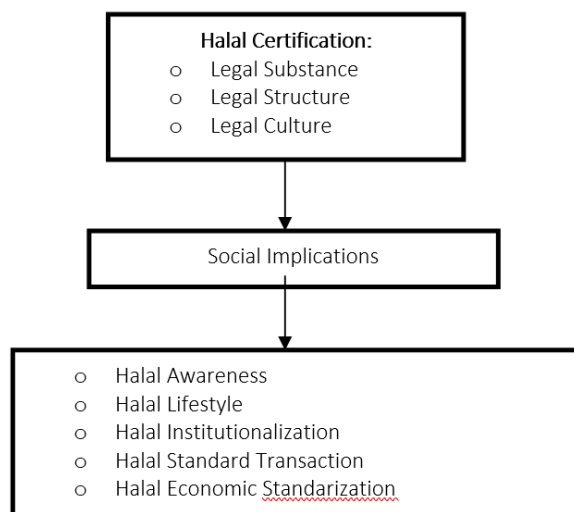 Halal Certification:
o Legal Substance
o Legal Structure
o Legal Culture
Social Implications
o Halal Awareness
o Halal Lifestyle
o Halal Institutionalization
o Halal Standard Transaction
o Halal Economic Standarization